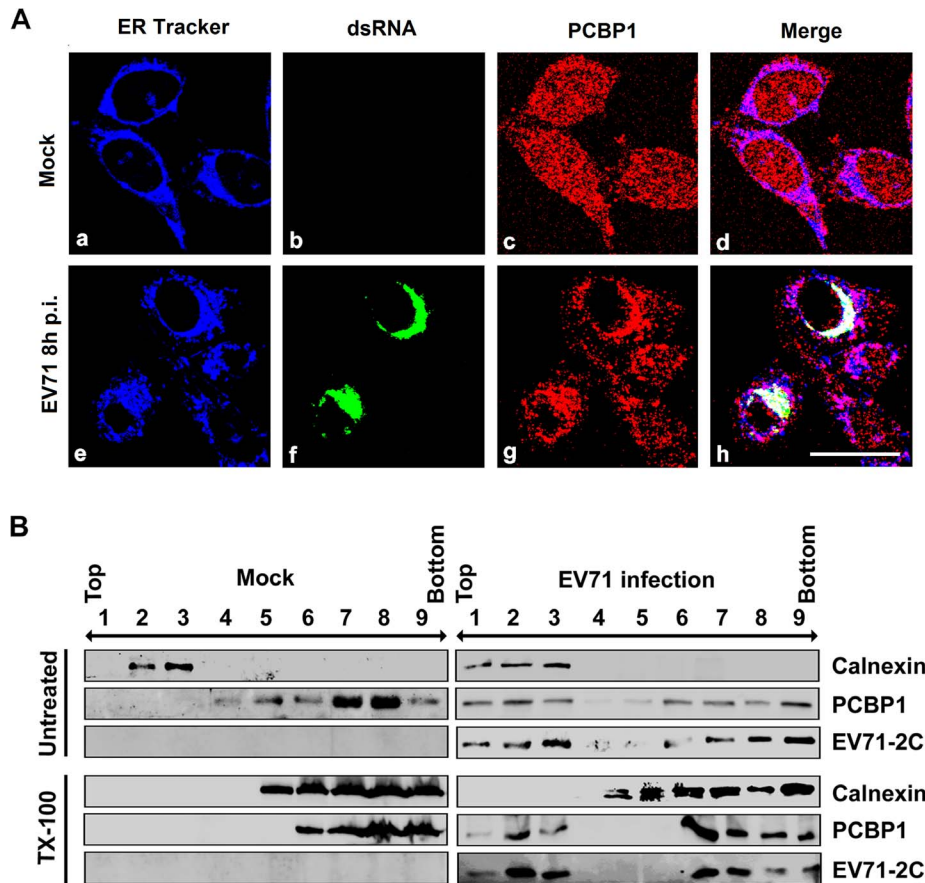 A
ER Tracker dsRNA PCBP1 Merge
Mock
a b c d
EV71 8h p.i.
e f g h
B
Top Mock Bottom Top EV71 infection Bottom
1 2 3 4 5 6 7 8 9 1 2 3 4 5 6 7 8 9
Untreated
Calnexin
PCBP1
EV71-2C
TX-100
Calnexin
PCBP1
EV71-2C